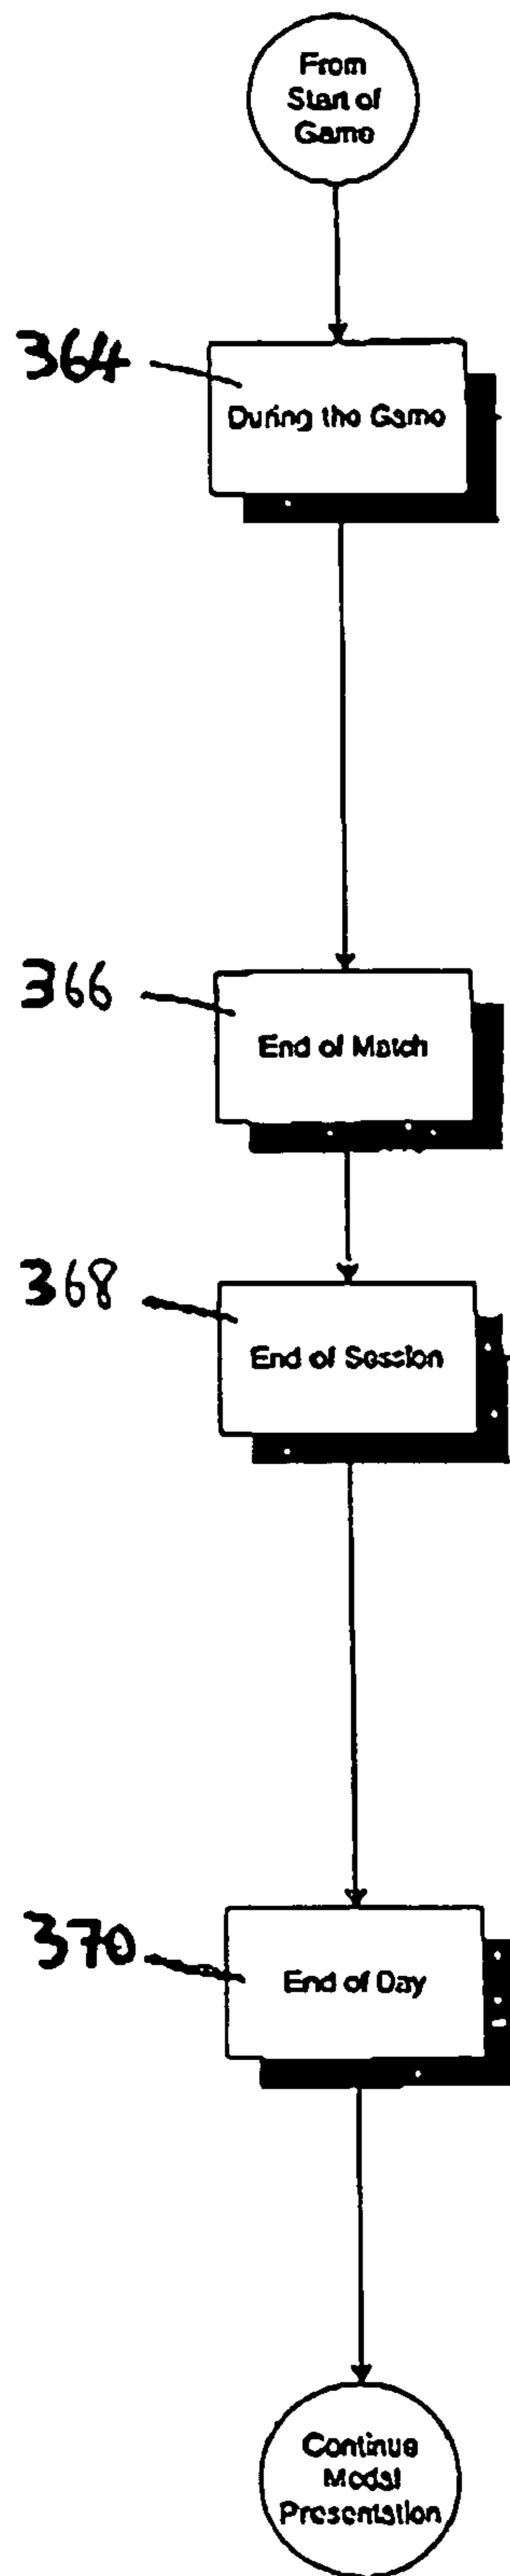 From
Start of
Game
364
During the Game
366
End of Match
368
End of Session
370
End of Day
Continue
Medal
Presentation